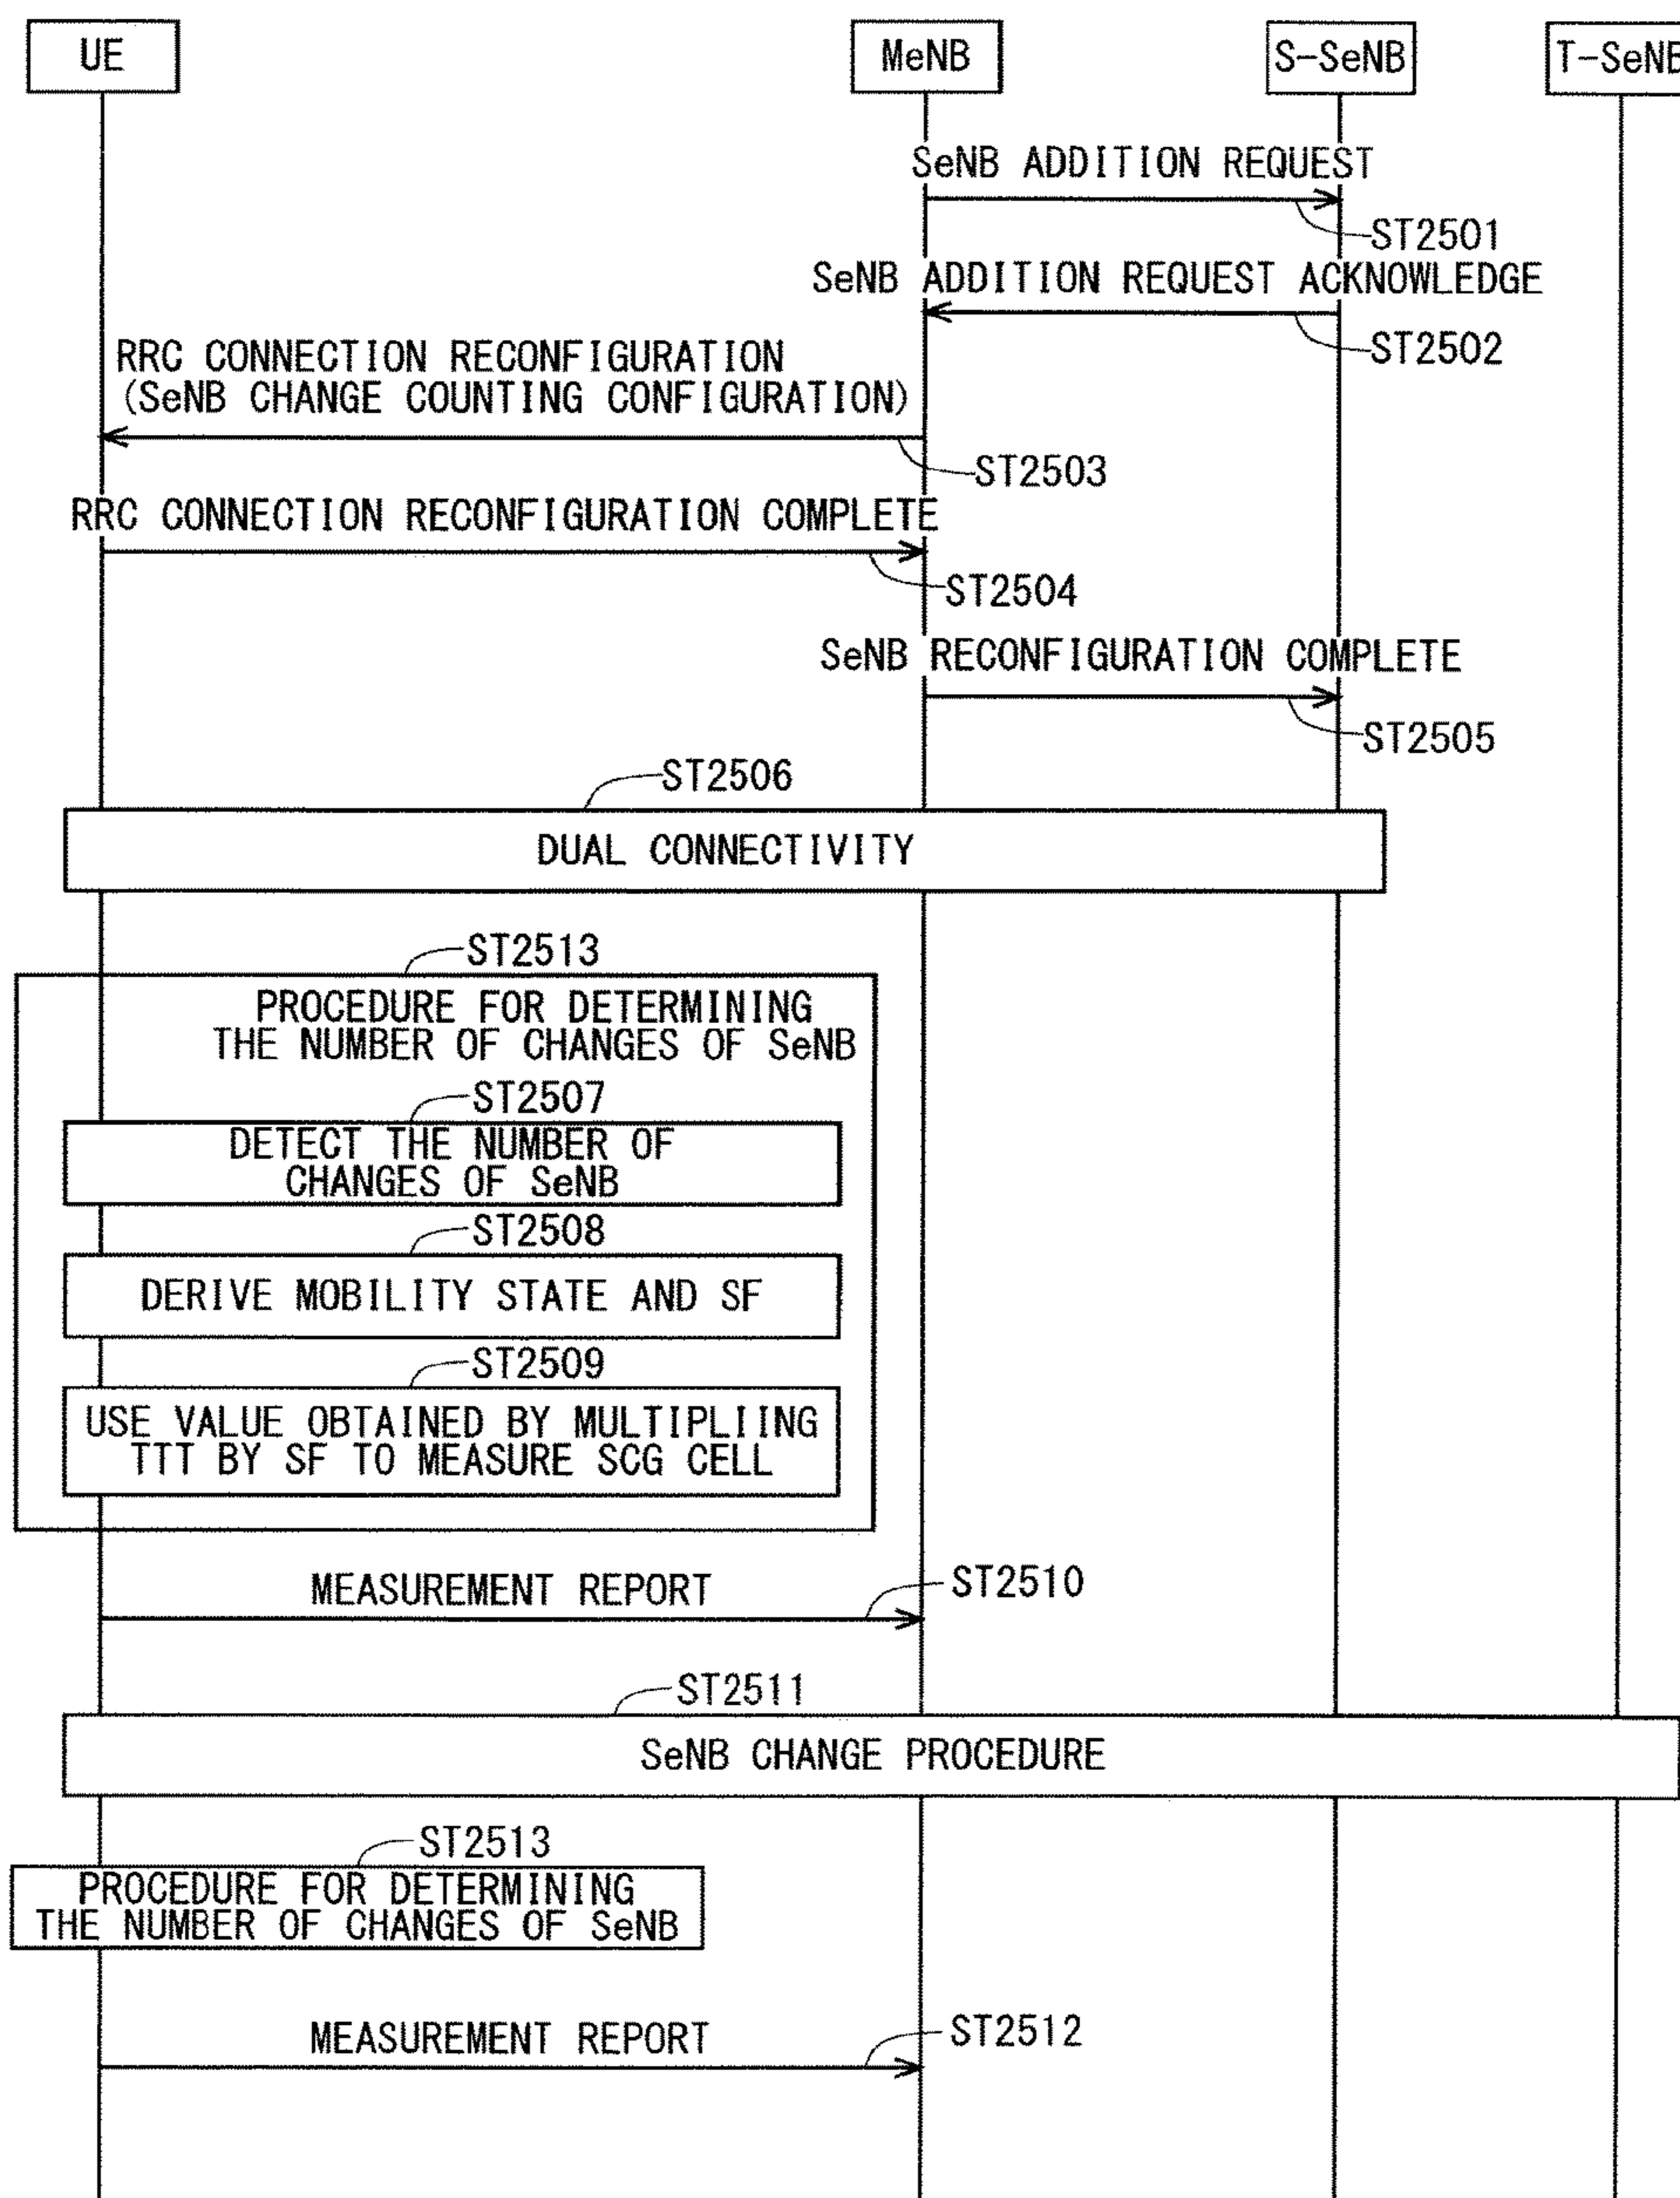 UE
MeNB
S-SeNB
T-SeNB
SeNB ADDITION REQUEST
ST2501
SeNB ADDITION REQUEST ACKNOWLEDGE
ST2502
RRC CONNECTION RECONFIGURATION
(SeNB CHANGE COUNTING CONFIGURATION)
ST2503
RRC CONNECTION RECONFIGURATION COMPLETE
ST2504
SeNB RECONFIGURATION COMPLETE
ST2505
ST2506
DUAL CONNECTIVITY
ST2513
PROCEDURE FOR DETERMINING
THE NUMBER OF CHANGES OF SeNB
ST2507
DETECT THE NUMBER OF
CHANGES OF SeNB
ST2508
DERIVE MOBILITY STATE AND SF
ST2509
USE VALUE OBTAINED BY MULTIPLIING
TTT BY SF TO MEASURE SCG CELL
MEASUREMENT REPORT
ST2510
ST2511
SeNB CHANGE PROCEDURE
ST2513
PROCEDURE FOR DETERMINING
THE NUMBER OF CHANGES OF SeNB
MEASUREMENT REPORT
ST2512